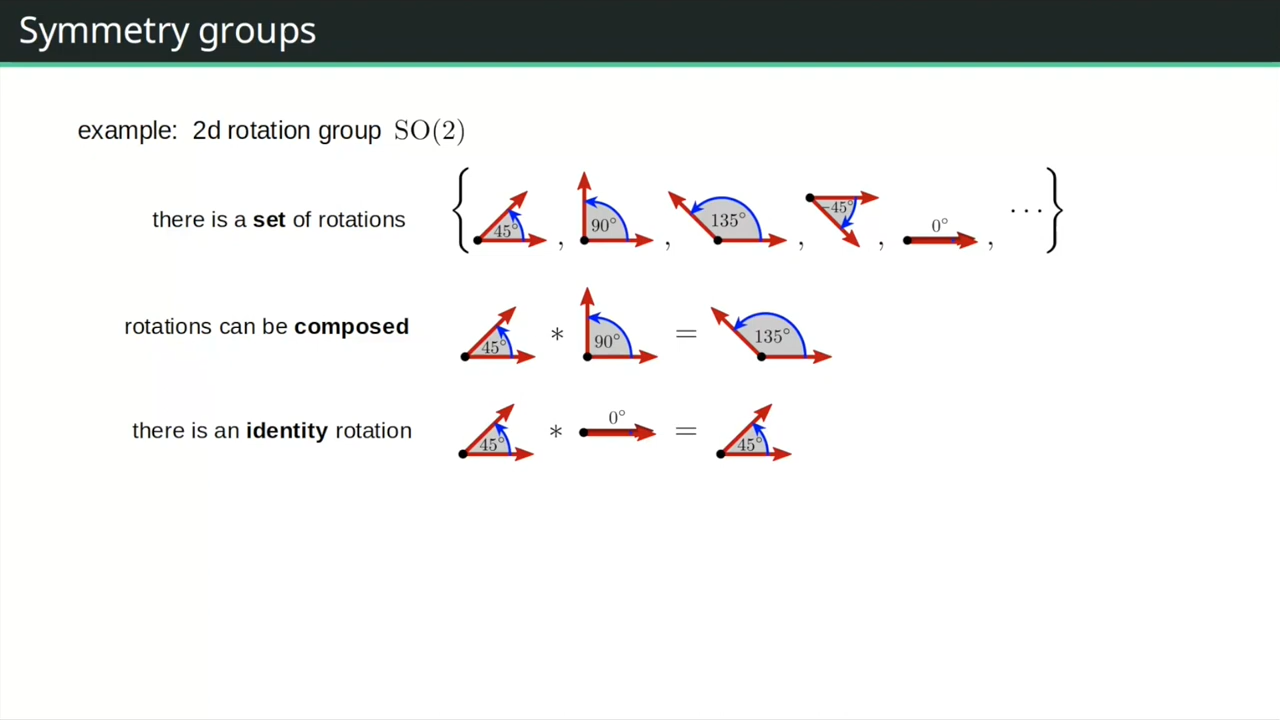 Symmetry groups
example: 2d rotation group SO(2)
there is a set of rotations { 45° , 90° , 135° , −45° , 0° , ··· }
rotations can be composed 45° * 90° = 135°
there is an identity rotation 45° * 0° = 45°